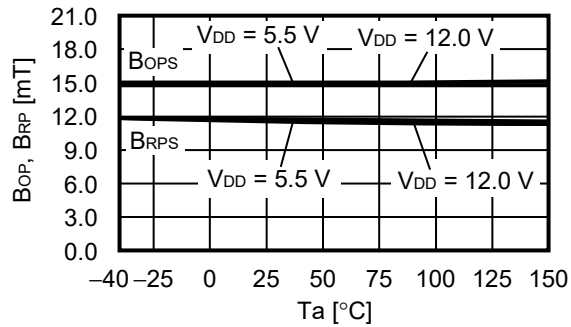 21.0
VDD = 5.5 V VDD = 12.0 V
18.0
BOPS
15.0
12.0
BRPS
9.0
VDD = 5.5 V VDD = 12.0 V
6.0
3.0
0.0
BOP, BRP [mT]
−40 −25 0 25 50 75 100 125 150
Ta [°C]